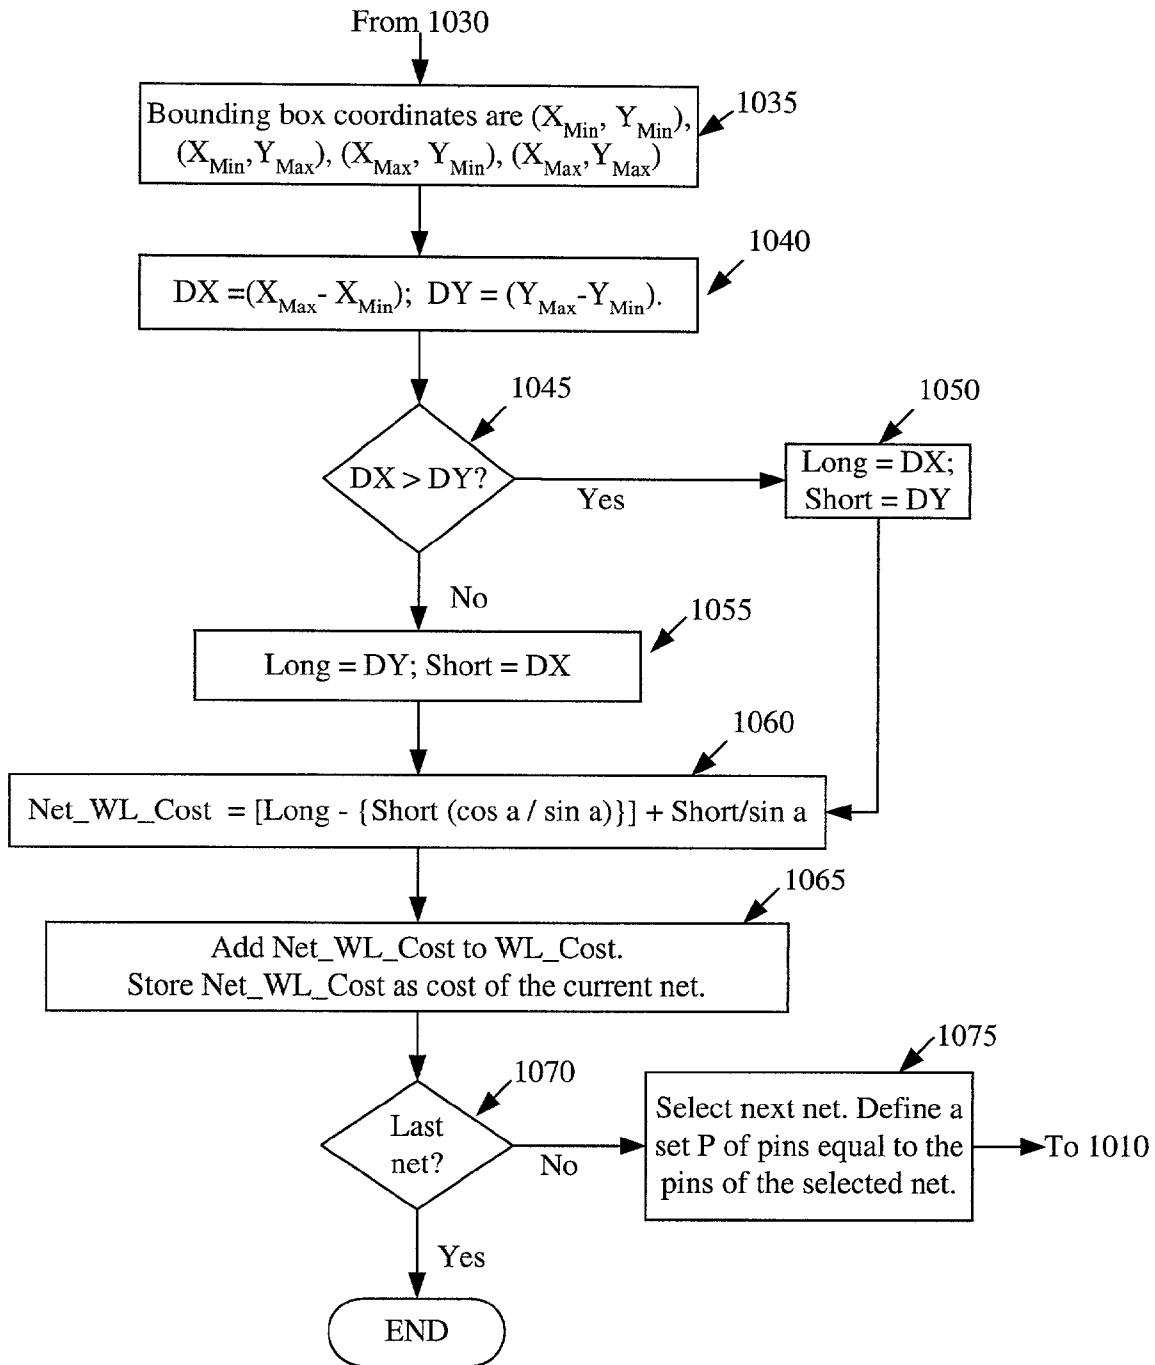 From 1030
1035
Bounding box coordinates are (X_Min, Y_Min),
(X_Min,Y_Max), (X_Max, Y_Min), (X_Max,Y_Max)
1040
DX =(X_Max- X_Min); DY = (Y_Max-Y_Min).
1045
DX > DY?
Yes
1050
Long = DX;
Short = DY
No
1055
Long = DY; Short = DX
1060
Net_WL_Cost = [Long - {Short (cos a / sin a)}] + Short/sin a
1065
Add Net_WL_Cost to WL_Cost.
Store Net_WL_Cost as cost of the current net.
1070
Last
net?
No
1075
Select next net. Define a
set P of pins equal to the
pins of the selected net.
To 1010
Yes
END